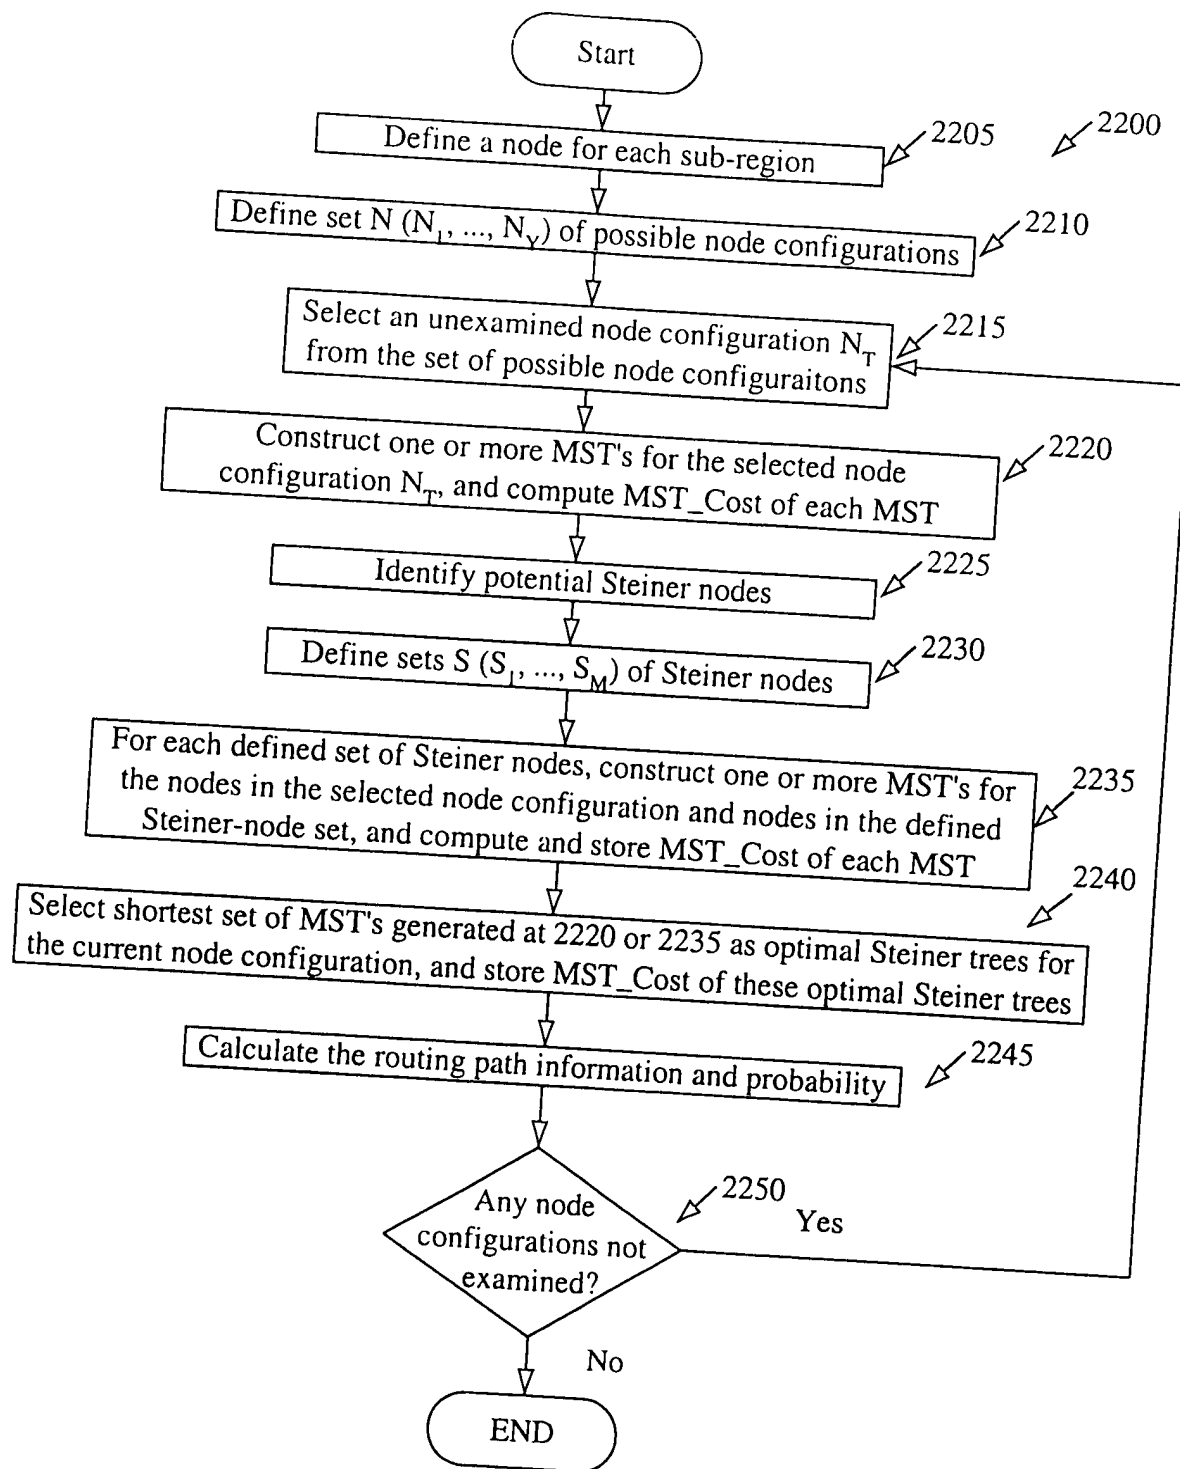 Start
Define a node for each sub-region
2205
2200
Define set N (N1, ..., NY) of possible node configurations
2210
Select an unexamined node configuration NT
from the set of possible node configuraitons
2215
Construct one or more MST's for the selected node
configuration NT, and compute MST_Cost of each MST
2220
Identify potential Steiner nodes
2225
Define sets S (S1, ..., SM) of Steiner nodes
2230
For each defined set of Steiner nodes, construct one or more MST's for
the nodes in the selected node configuration and nodes in the defined
Steiner-node set, and compute and store MST_Cost of each MST
2235
Select shortest set of MST's generated at 2220 or 2235 as optimal Steiner trees for
the current node configuration, and store MST_Cost of these optimal Steiner trees
2240
Calculate the routing path information and probability
2245
Any node
configurations not
examined?
2250
Yes
No
END